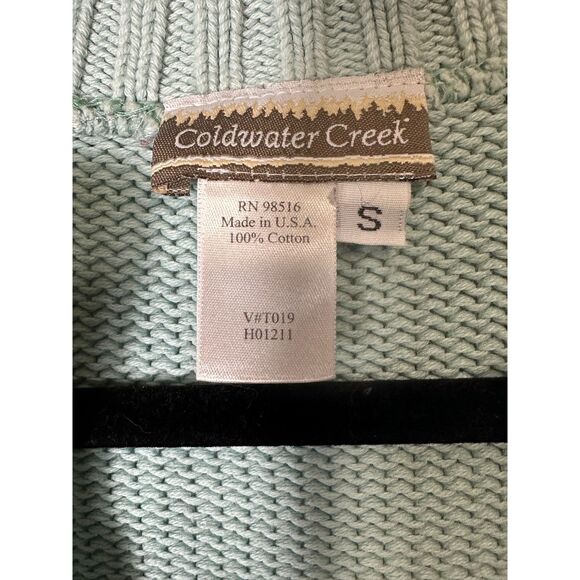 Coldwater Creek
RN 98516
Made in U.S.A.
100% Cotton
S
V#T019
H01211